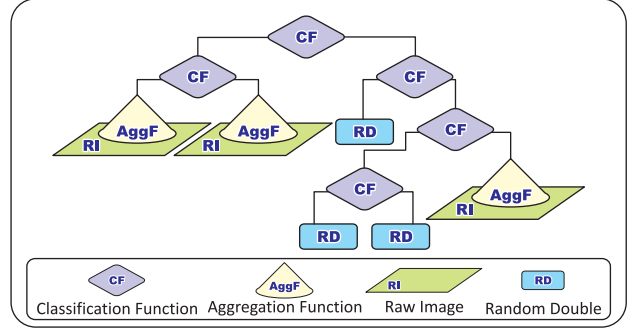 CF
CF
CF
AggF
RI
AggF
RI
RD
CF
CF
AggF
RI
RD
RD
CF
AggF
RI
RD
Classification Function
Aggregation Function
Raw Image
Random Double